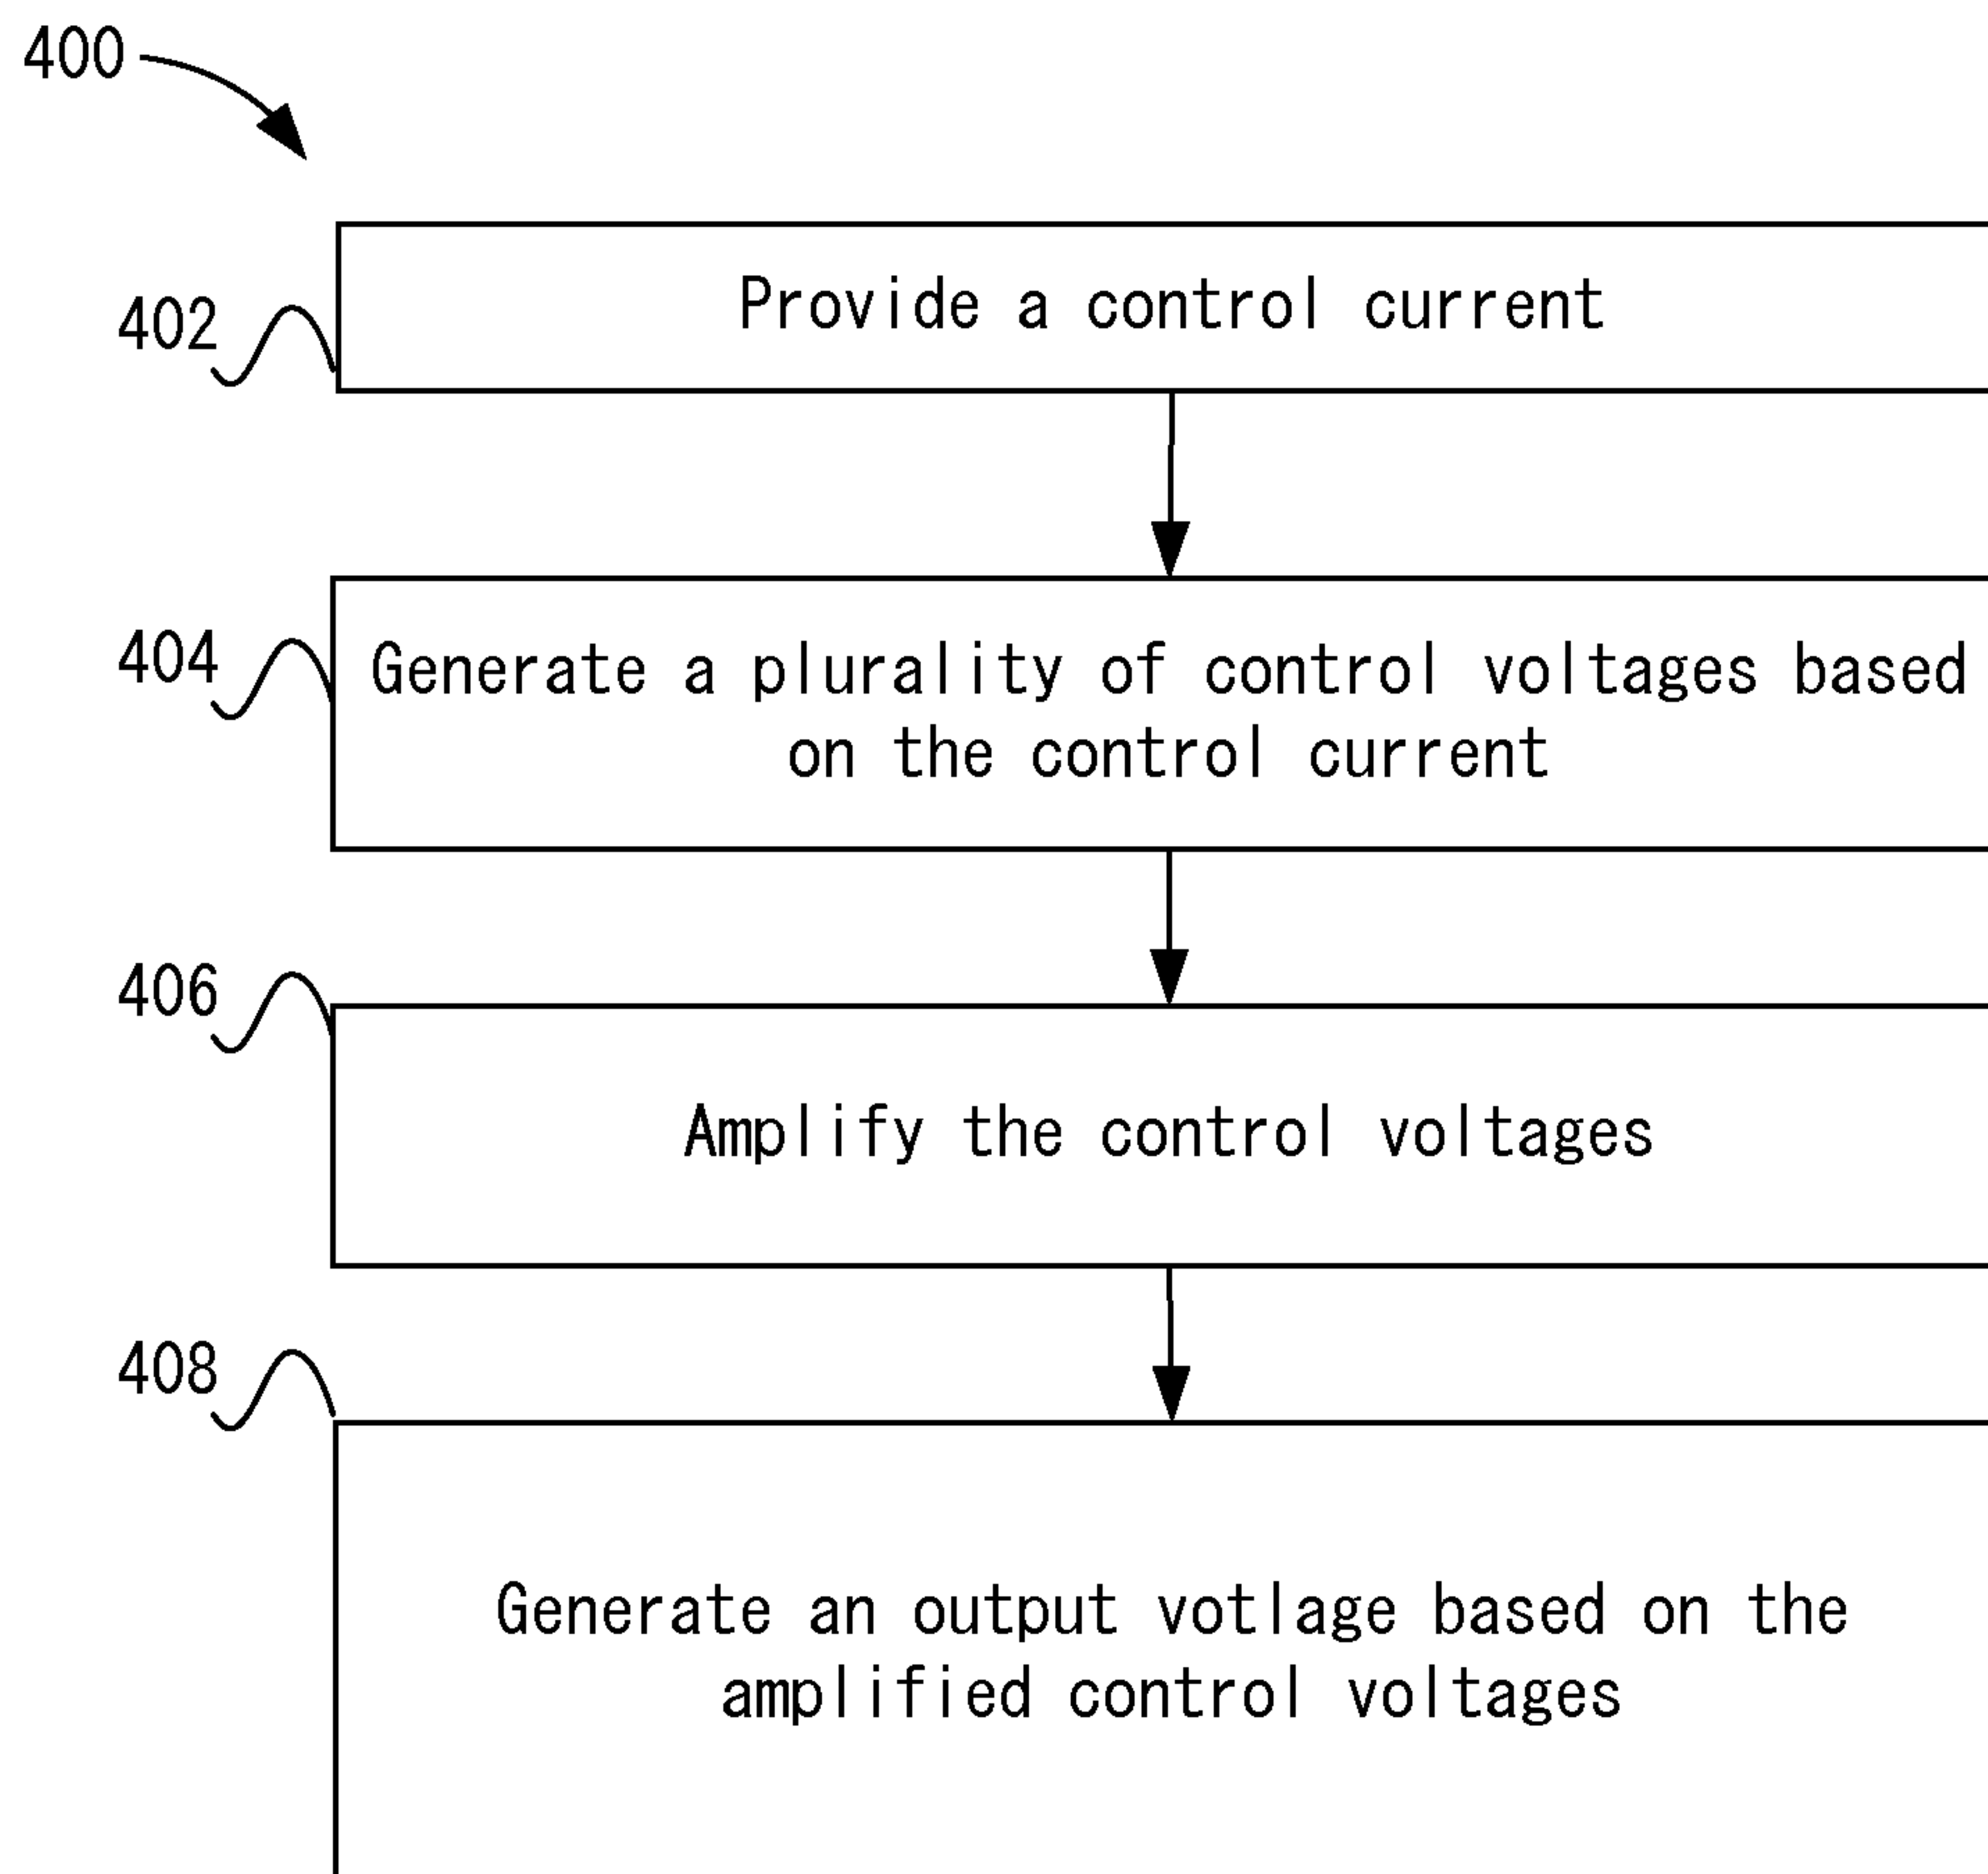 400
402
Provide a control current
404
Generate a plurality of control voltages based
on the control current
406
Amplify the control voltages
408
Generate an output votlage based on the
amplified control voltages